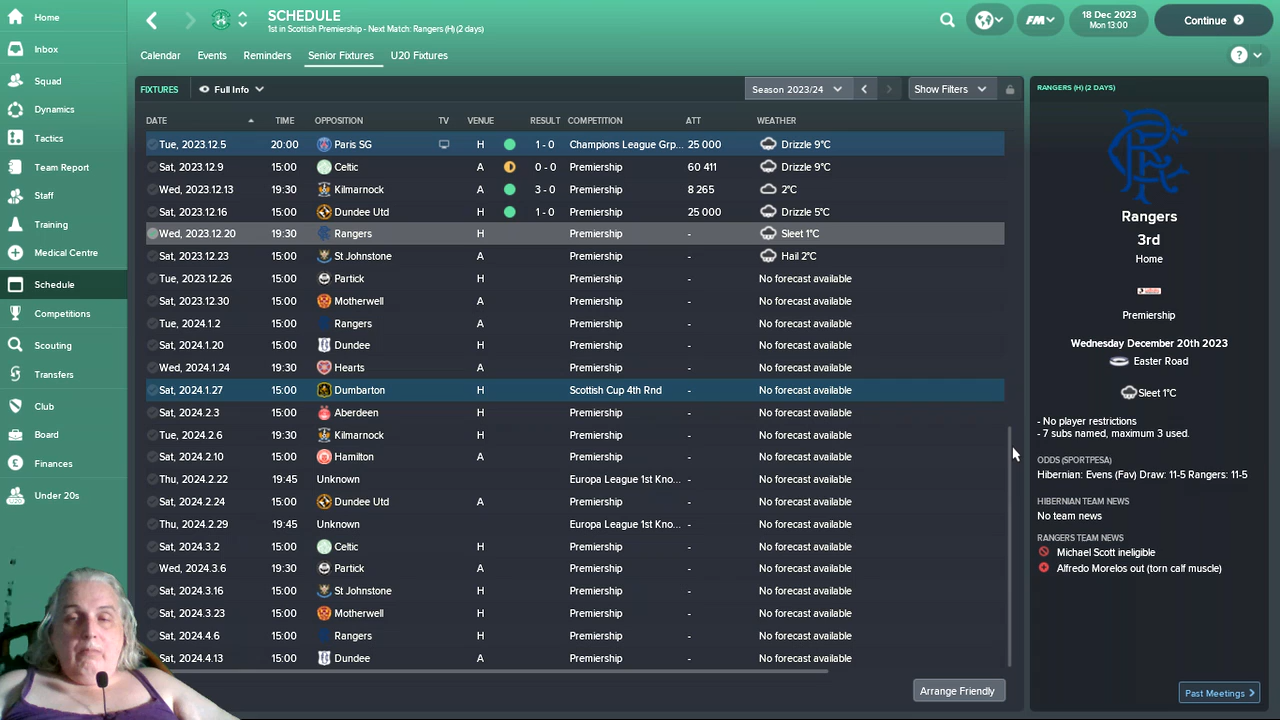 Home
Inbox
Squad
Dynamics
Tactics
Team Report
Staff
Training
Medical Centre
Schedule
Competitions
Scouting
Transfers
Club
Board
Finances
Under 20s
SCHEDULE
1st in Scottish Premiership - Next Match: Rangers (H) (2 days)
FM
18 Dec 2023
Mon 13:00
Continue
Calendar Events Reminders Senior Fixtures U20 Fixtures
?
FIXTURES Full Info Season 2023/24 Show Filters
DATE TIME OPPOSITION TV VENUE RESULT COMPETITION ATT WEATHER
Tue, 2023.12.5 20:00 Paris SG H 1 - 0 Champions League Grp... 25 000 Drizzle 9°C
Sat, 2023.12.9 15:00 Celtic A 0 - 0 Premiership 60 411 Drizzle 9°C
Wed, 2023.12.13 19:30 Kilmarnock A 3 - 0 Premiership 8 265 2°C
Sat, 2023.12.16 15:00 Dundee Utd H 1 - 0 Premiership 25 000 Drizzle 5°C
Wed, 2023.12.20 19:30 Rangers H Premiership - Sleet 1°C
Sat, 2023.12.23 15:00 St Johnstone A Premiership - Hail 2°C
Tue, 2023.12.26 15:00 Partick H Premiership - No forecast available
Sat, 2023.12.30 15:00 Motherwell A Premiership - No forecast available
Tue, 2024.1.2 15:00 Rangers A Premiership - No forecast available
Sat, 2024.1.20 15:00 Dundee H Premiership - No forecast available
Wed, 2024.1.24 19:30 Hearts A Premiership - No forecast available
Sat, 2024.1.27 15:00 Dumbarton H Scottish Cup 4th Rnd - No forecast available
Sat, 2024.2.3 15:00 Aberdeen H Premiership - No forecast available
Tue, 2024.2.6 19:30 Kilmarnock H Premiership - No forecast available
Sat, 2024.2.10 15:00 Hamilton A Premiership - No forecast available
Thu, 2024.2.22 19:45 Unknown Europa League 1st Kno... - No forecast available
Sat, 2024.2.24 15:00 Dundee Utd A Premiership - No forecast available
Thu, 2024.2.29 19:45 Unknown Europa League 1st Kno... - No forecast available
Sat, 2024.3.2 15:00 Celtic H Premiership - No forecast available
Wed, 2024.3.6 19:30 Partick A Premiership - No forecast available
Sat, 2024.3.16 15:00 St Johnstone H Premiership - No forecast available
Sat, 2024.3.23 15:00 Motherwell H Premiership - No forecast available
Sat, 2024.4.6 15:00 Rangers H Premiership - No forecast available
Sat, 2024.4.13 15:00 Dundee A Premiership - No forecast available
Arrange Friendly
RANGERS (H) (2 DAYS)
Rangers
3rd
Home
Premiership
Wednesday December 20th 2023
Easter Road
Sleet 1°C
- No player restrictions
- 7 subs named, maximum 3 used.
ODDS (SPORTPESA)
Hibernian: Evens (Fav) Draw: 11-5 Rangers: 11-5
HIBERNIAN TEAM NEWS
No team news
RANGERS TEAM NEWS
Michael Scott ineligible
Alfredo Morelos out (torn calf muscle)
Past Meetings